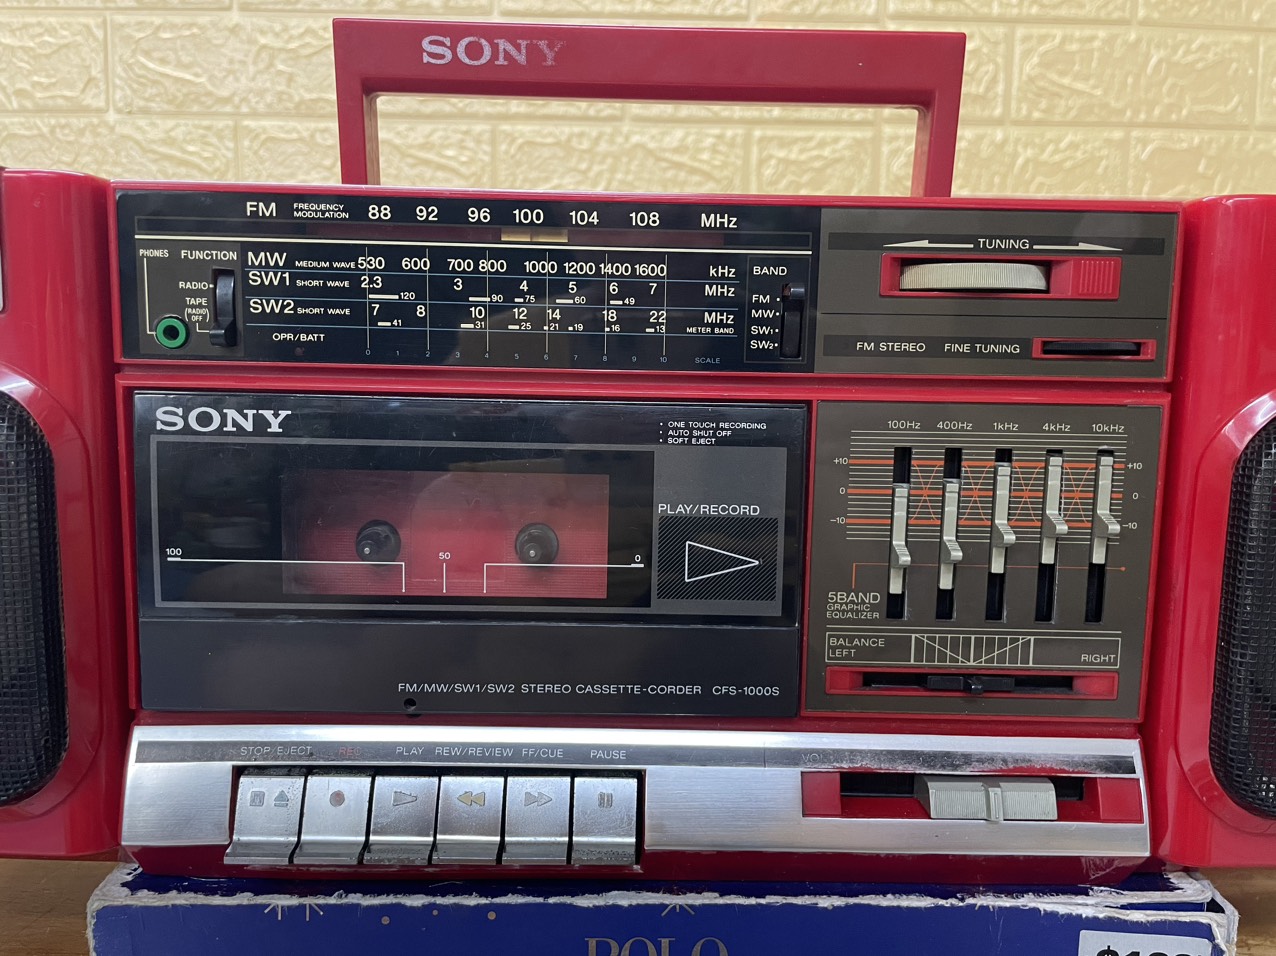 SONY
FM FREQUENCY MODULATION 88 92 96 100 104 108 MHz
TUNING
PHONES FUNCTION
RADIO
TAPE
(RADIO OFF)
MW MEDIUM WAVE 530 600 700 800 1000 1200 1400 1600 kHz
SW1 SHORT WAVE 2.3 3 4 5 6 7 MHz
120 90 75 60 49
SW2 SHORT WAVE 7 8 10 12 14 18 22 MHz
41 31 25 21 19 16 13 METER BAND
OPR/BATT 0 1 2 3 4 5 6 7 8 9 10 SCALE
BAND
FM
MW
SW1
SW2
FM STEREO FINE TUNING
SONY
• ONE TOUCH RECORDING
• AUTO SHUT OFF
• SOFT EJECT
PLAY/RECORD
100 50 0
FM/MW/SW1/SW2 STEREO CASSETTE-CORDER CFS-1000S
100Hz 400Hz 1kHz 4kHz 10kHz
+10 +10
0 0
-10 -10
5BAND
GRAPHIC
EQUALIZER
BALANCE
LEFT RIGHT
STOP/EJECT REC PLAY REW/REVIEW FF/CUE PAUSE
POLO